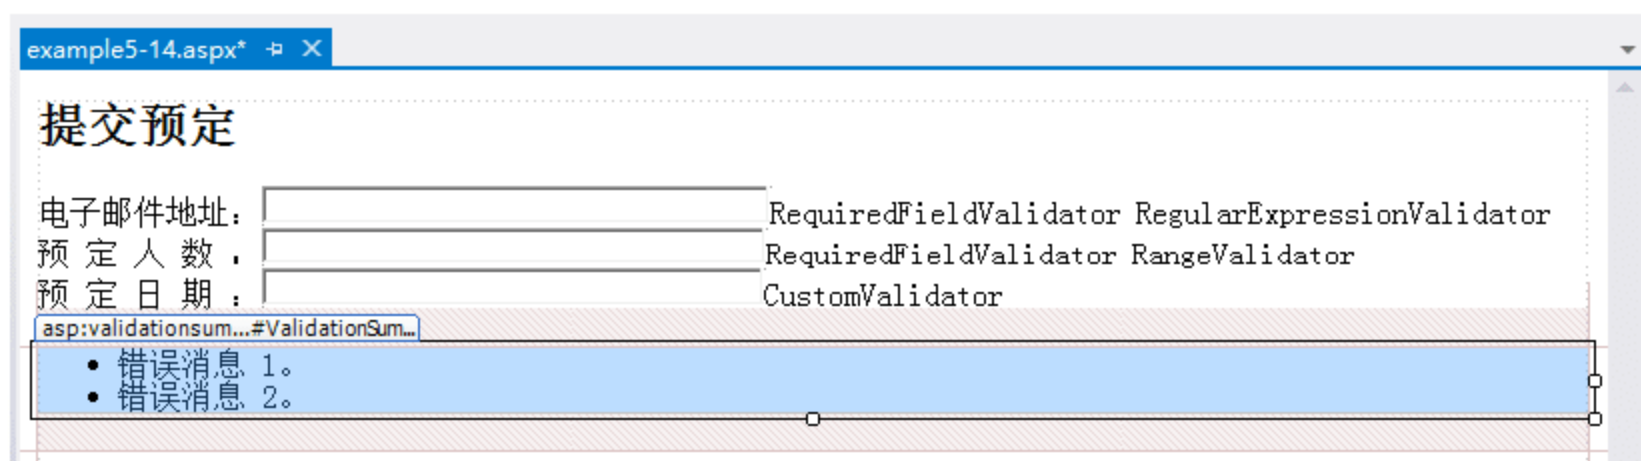 example5-14.aspx*
提交预定
电子邮件地址： RequiredFieldValidator RegularExpressionValidator
预 定 人 数 ： RequiredFieldValidator RangeValidator
预 定 日 期 ： CustomValidator
asp:validationsum...#ValidationSum...
• 错误消息 1。
• 错误消息 2。